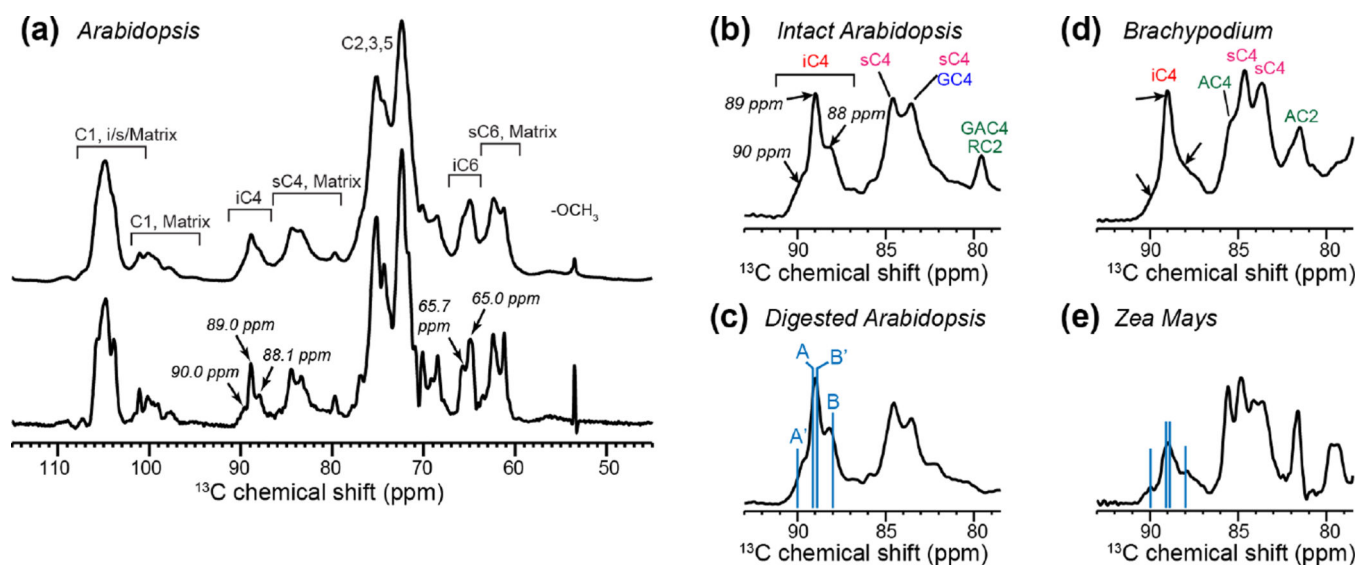 (a) Arabidopsis
C2,3,5
C1, i/s/Matrix
C1, Matrix
iC4
sC4, Matrix
sC6, Matrix
iC6
-OCH3
90.0 ppm
89.0 ppm
88.1 ppm
65.7
ppm
65.0 ppm
110 100 90 80 70 60 50
13C chemical shift (ppm)
(b) Intact Arabidopsis
iC4
sC4
sC4
GC4
89 ppm
88 ppm
90 ppm
GAC4
RC2
90 85 80
13C chemical shift (ppm)
(c) Digested Arabidopsis
A
B'
B
A'
90 85 80
13C chemical shift (ppm)
(d) Brachypodium
iC4
sC4
sC4
AC4
AC2
90 85 80
13C chemical shift (ppm)
(e) Zea Mays
90 85 80
13C chemical shift (ppm)